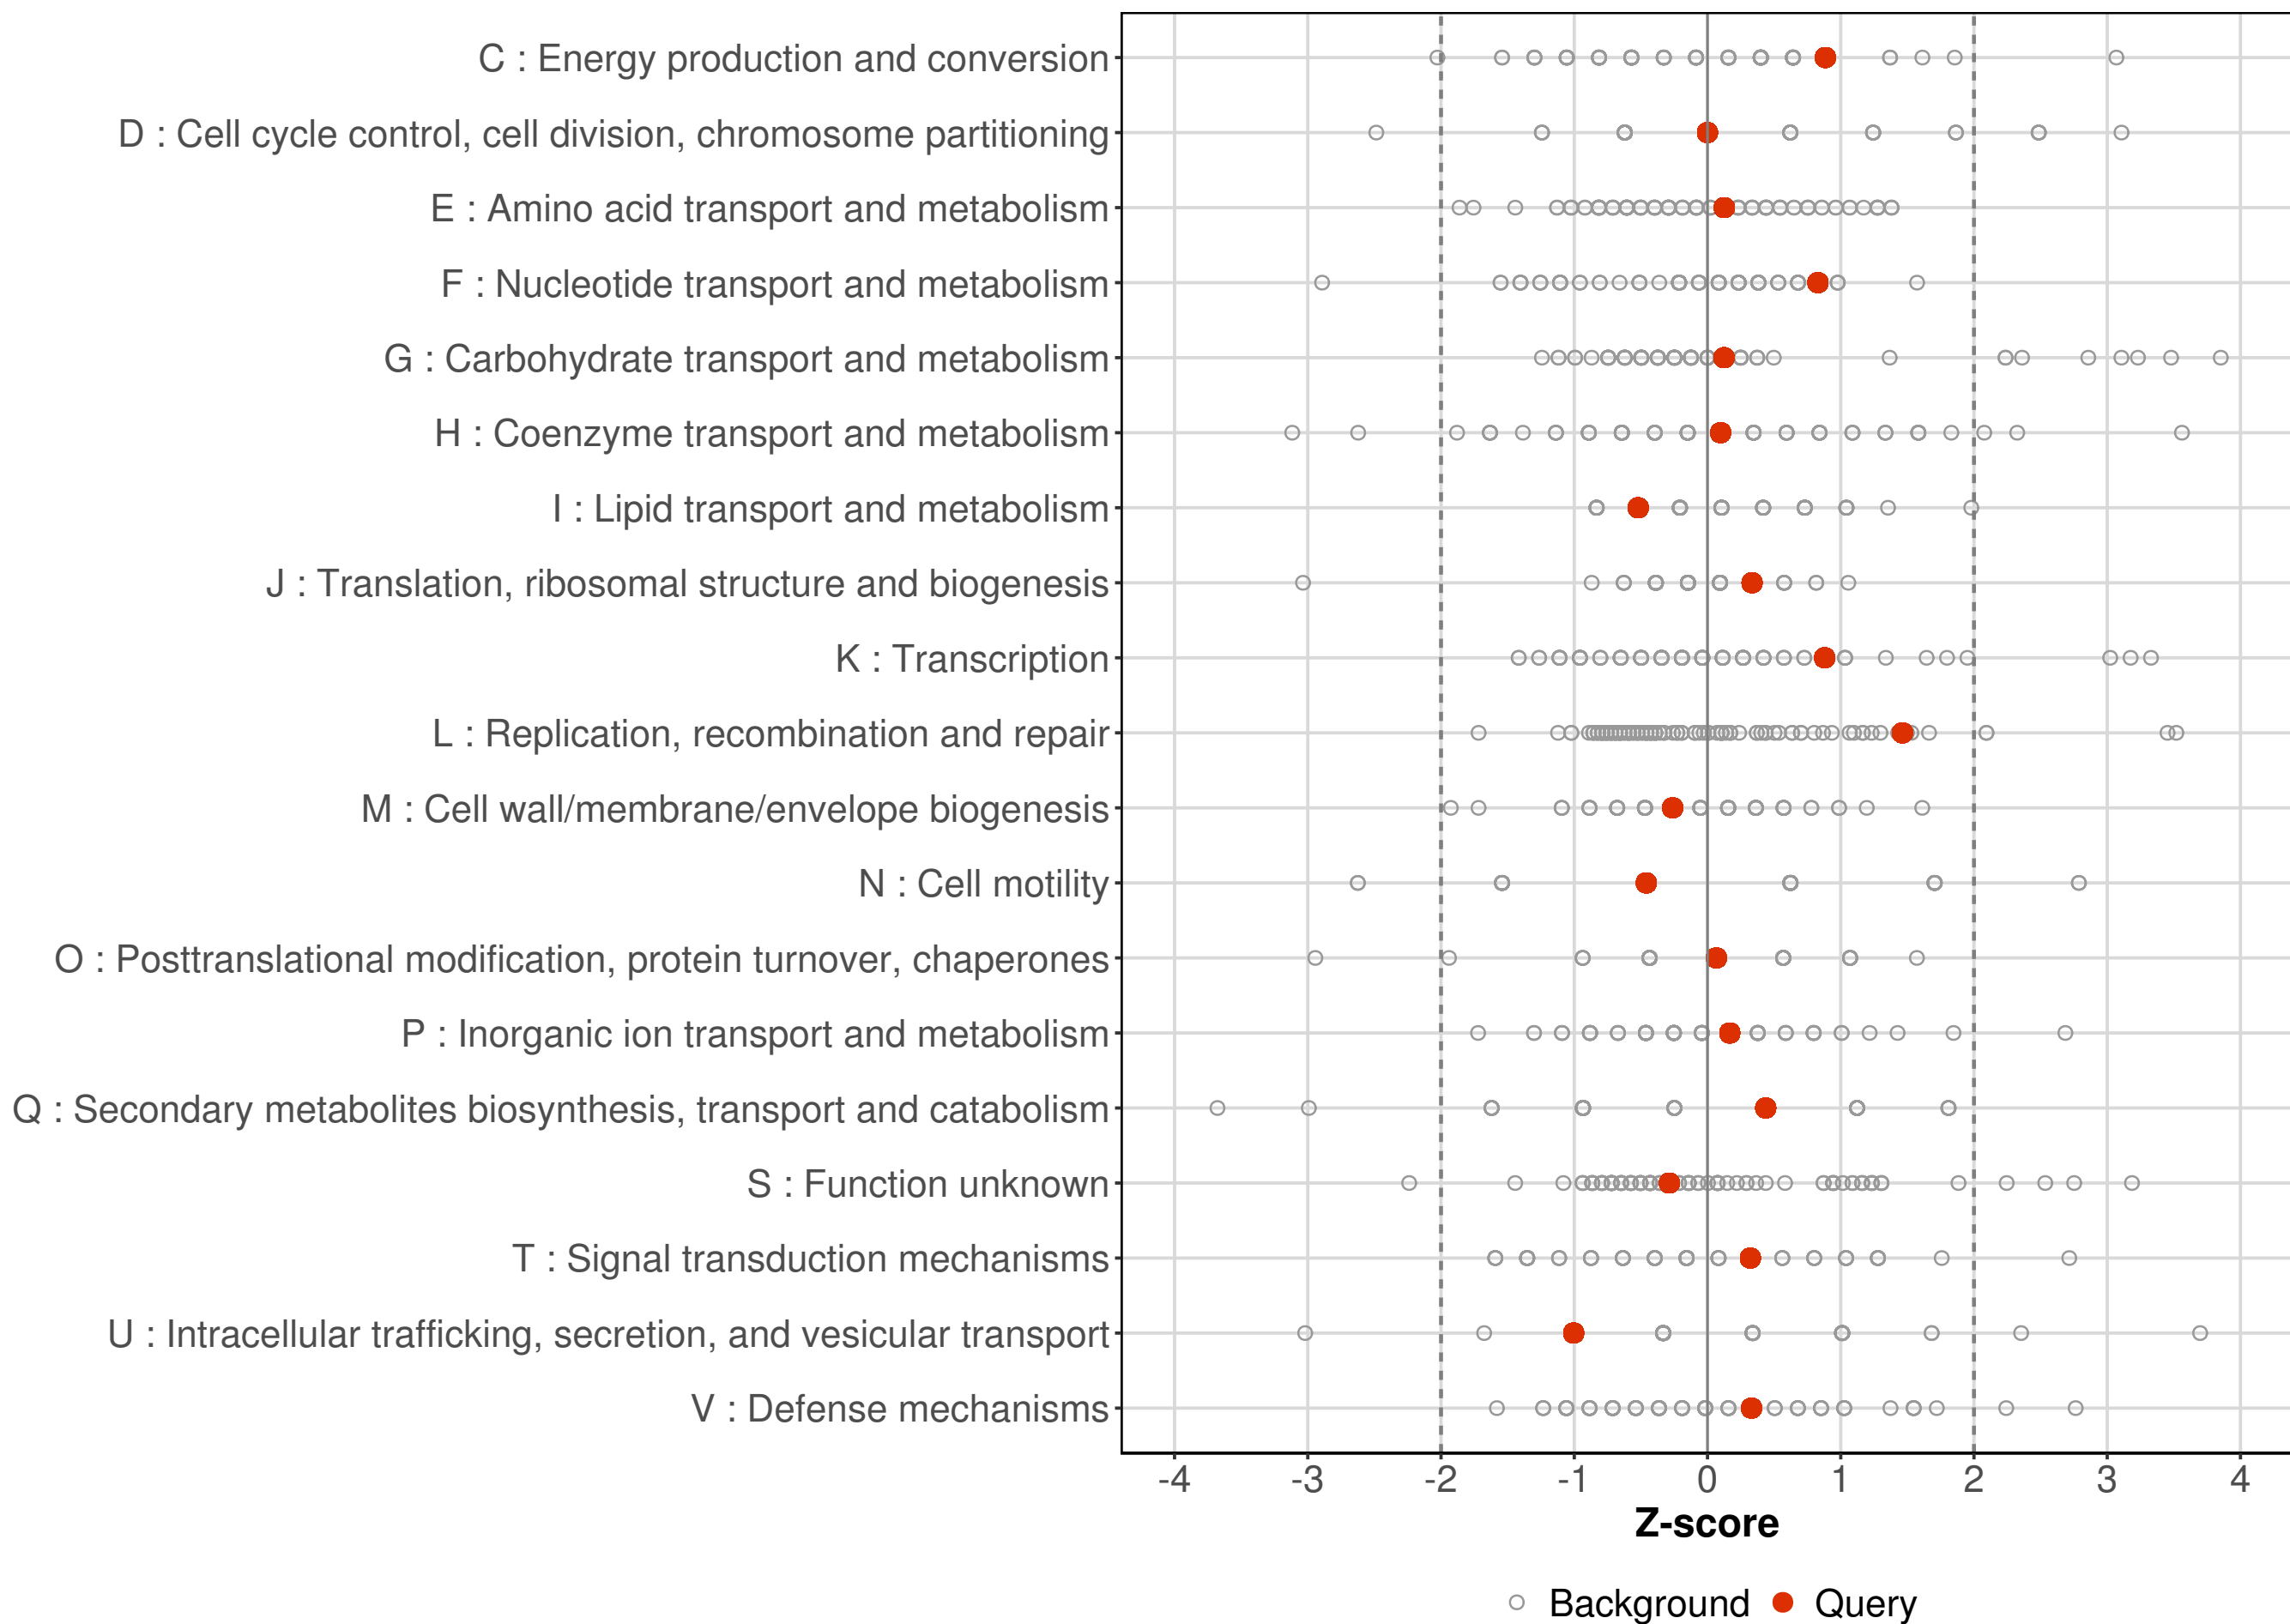 C : Energy production and conversion
D : Cell cycle control, cell division, chromosome partitioning
E : Amino acid transport and metabolism
F : Nucleotide transport and metabolism
G : Carbohydrate transport and metabolism
H : Coenzyme transport and metabolism
I : Lipid transport and metabolism
J : Translation, ribosomal structure and biogenesis
K : Transcription
L : Replication, recombination and repair
M : Cell wall/membrane/envelope biogenesis
N : Cell motility
O : Posttranslational modification, protein turnover, chaperones
P : Inorganic ion transport and metabolism
Q : Secondary metabolites biosynthesis, transport and catabolism
S : Function unknown
T : Signal transduction mechanisms
U : Intracellular trafficking, secretion, and vesicular transport
V : Defense mechanisms
-4 -3 -2 -1 0 1 2 3 4
Z-score
Background Query